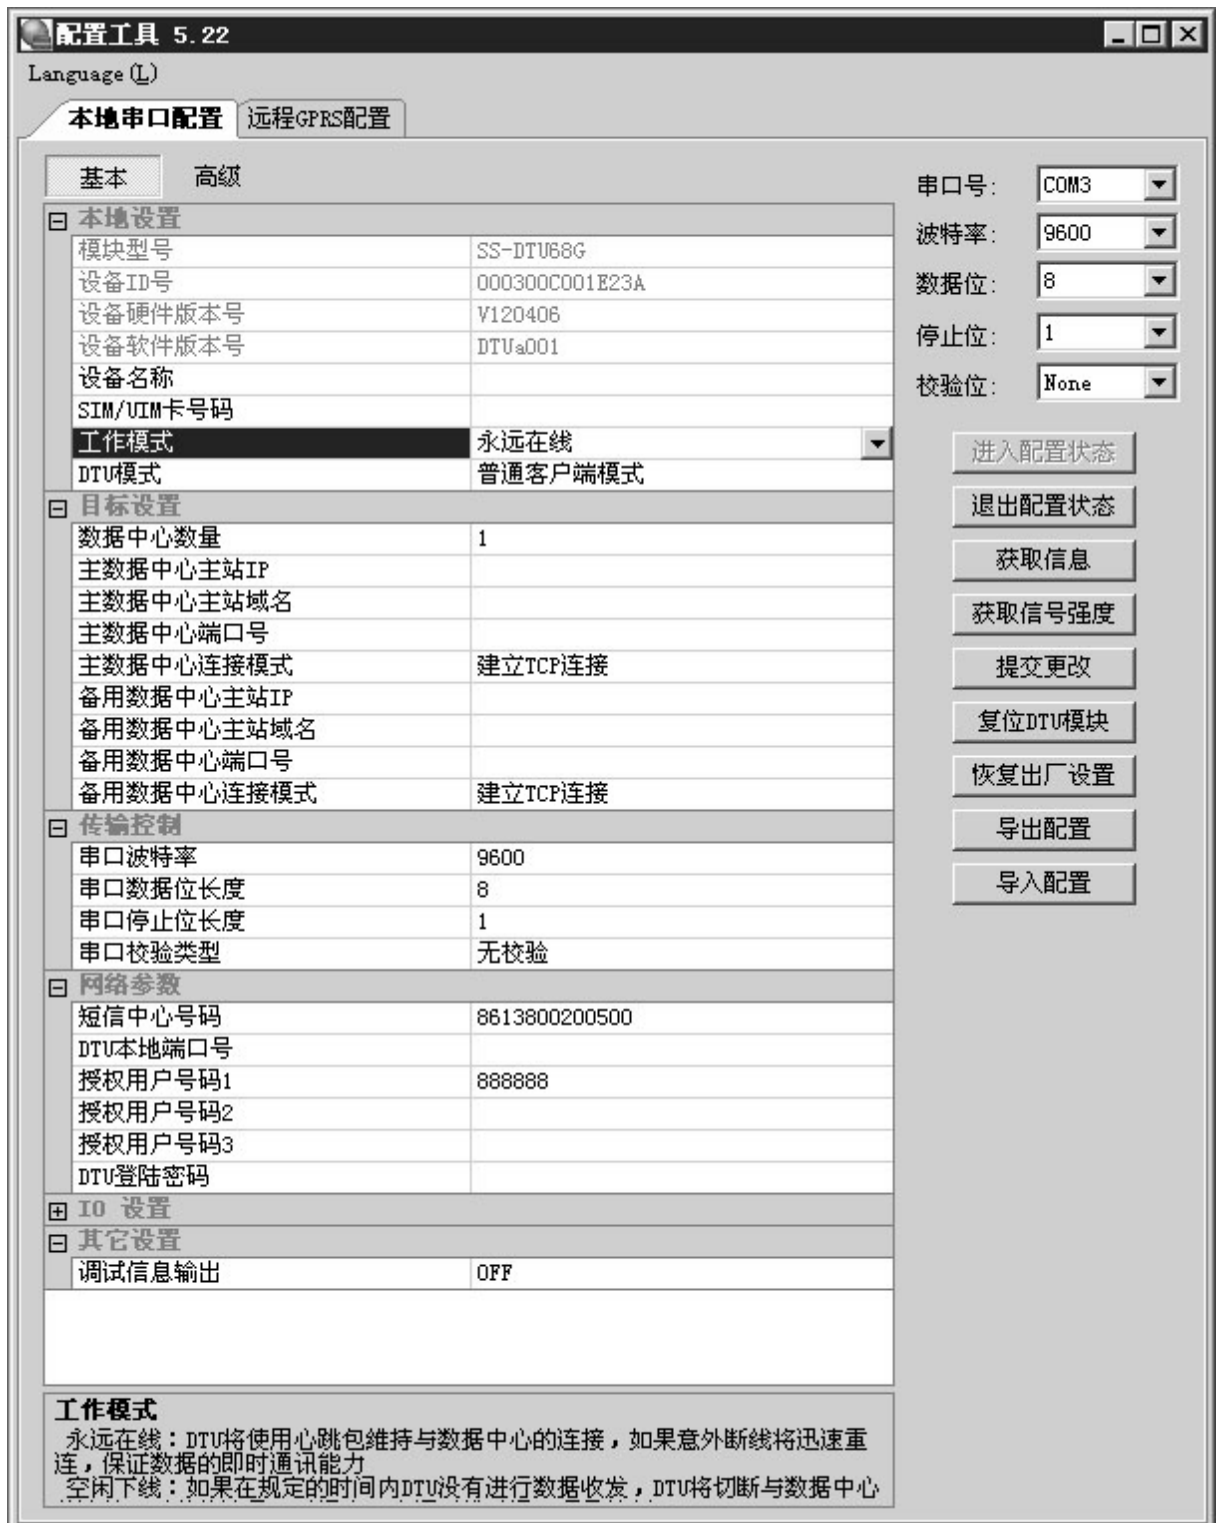 配置工具 5.22
Language(L)
本地串口配置 远程GPRS配置
基本 高级
串口号: COM3
波特率: 9600
数据位: 8
停止位: 1
校验位: None
本地设置
模块型号 SS-DTU68G
设备ID号 000300C001E23A
设备硬件版本号 V120406
设备软件版本号 DTUa001
设备名称
SIM/UIM卡号码
工作模式 永远在线
DTU模式 普通客户端模式
目标设置
数据中心数量 1
主数据中心主站IP
主数据中心主站域名
主数据中心端口号
主数据中心连接模式 建立TCP连接
备用数据中心主站IP
备用数据中心主站域名
备用数据中心端口号
备用数据中心连接模式 建立TCP连接
传输控制
串口波特率 9600
串口数据位长度 8
串口停止位长度 1
串口校验类型 无校验
网络参数
短信中心号码 8613800200500
DTU本地端口号
授权用户号码1 888888
授权用户号码2
授权用户号码3
DTU登陆密码
IO 设置
其它设置
调试信息输出 OFF
进入配置状态
退出配置状态
获取信息
获取信号强度
提交更改
复位DTU模块
恢复出厂设置
导出配置
导入配置
工作模式
永远在线：DTU将使用心跳包维持与数据中心的连接，如果意外断线将迅速重
连，保证数据的即时通讯能力
空闲下线：如果在规定的时间内DTU没有进行数据收发，DTU将切断与数据中心